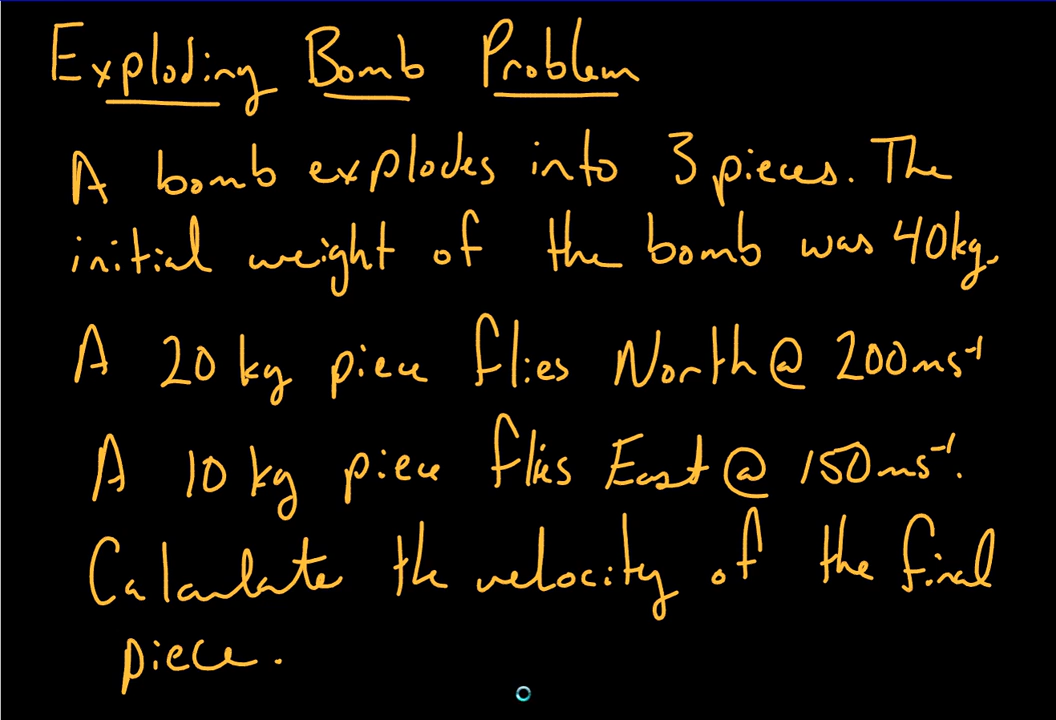 Exploding Bomb Problem
A bomb explodes into 3 pieces. The
initial weight of the bomb was 40kg.
A 20 kg piece flies North @ 200ms⁻¹
A 10 kg piece flies East @ 150ms⁻¹.
Calculate the velocity of the final
piece.